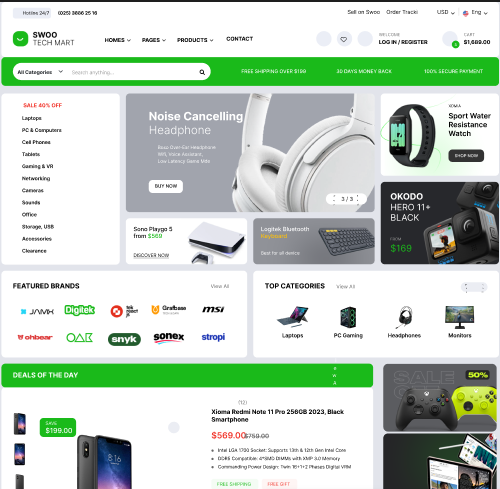 Hotline 24/7
(025) 3886 25 16
Sell on Swoo
Order Tracki
USD
Eng
SWOO
TECH MART
HOMES
PAGES
PRODUCTS
CONTACT
WELCOME
LOG IN / REGISTER
CART
$1,689.00
All Categories
Search anything...
FREE SHIPPING OVER $199
30 DAYS MONEY BACK
100% SECURE PAYMENT
SALE 40% OFF
Laptops
PC & Computers
Cell Phones
Tablets
Gaming & VR
Networking
Cameras
Sounds
Office
Storage, USB
Accessories
Clearance
Noise Cancelling
Headphone
Boso Over-Ear Headphone
Wifi, Voice Assistant,
Low Latency Game Mde
BUY NOW
3 / 3
XOMIA
Sport Water
Resistance
Watch
SHOP NOW
Sono Playgo 5
from $569
DISCOVER NOW
Logitek Bluetooth
Keyboard
Best for all device
OKODO
HERO 11+
BLACK
FROM
$169
FEATURED BRANDS
View All
JAMX
Digitek
tek
react
Grafbase
msi
ohbear
OAK
snyk
sonex
stropi
TOP CATEGORIES
View All
Laptops
PC Gaming
Headphones
Monitors
DEALS OF THE DAY
SAVE
$199.00
(12)
Xioma Redmi Note 11 Pro 256GB 2023, Black
Smartphone
$569.00
$759.00
Intel LGA 1700 Socket: Supports 13th & 12th Gen Intel Core
DDR5 Compatible: 4*SMD DIMMs with XMP 3.0 Memory
Commanding Power Design: Twin 16+1+2 Phases Digital VRM
FREE SHIPPING
FREE GIFT
SALE
50%